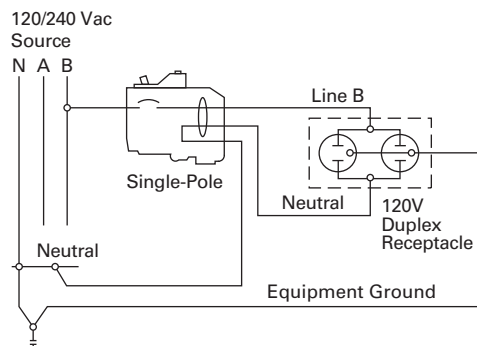 120/240 Vac
Source
N A B
Line B
Single-Pole
Neutral
120V
Duplex
Receptacle
Neutral
Equipment Ground